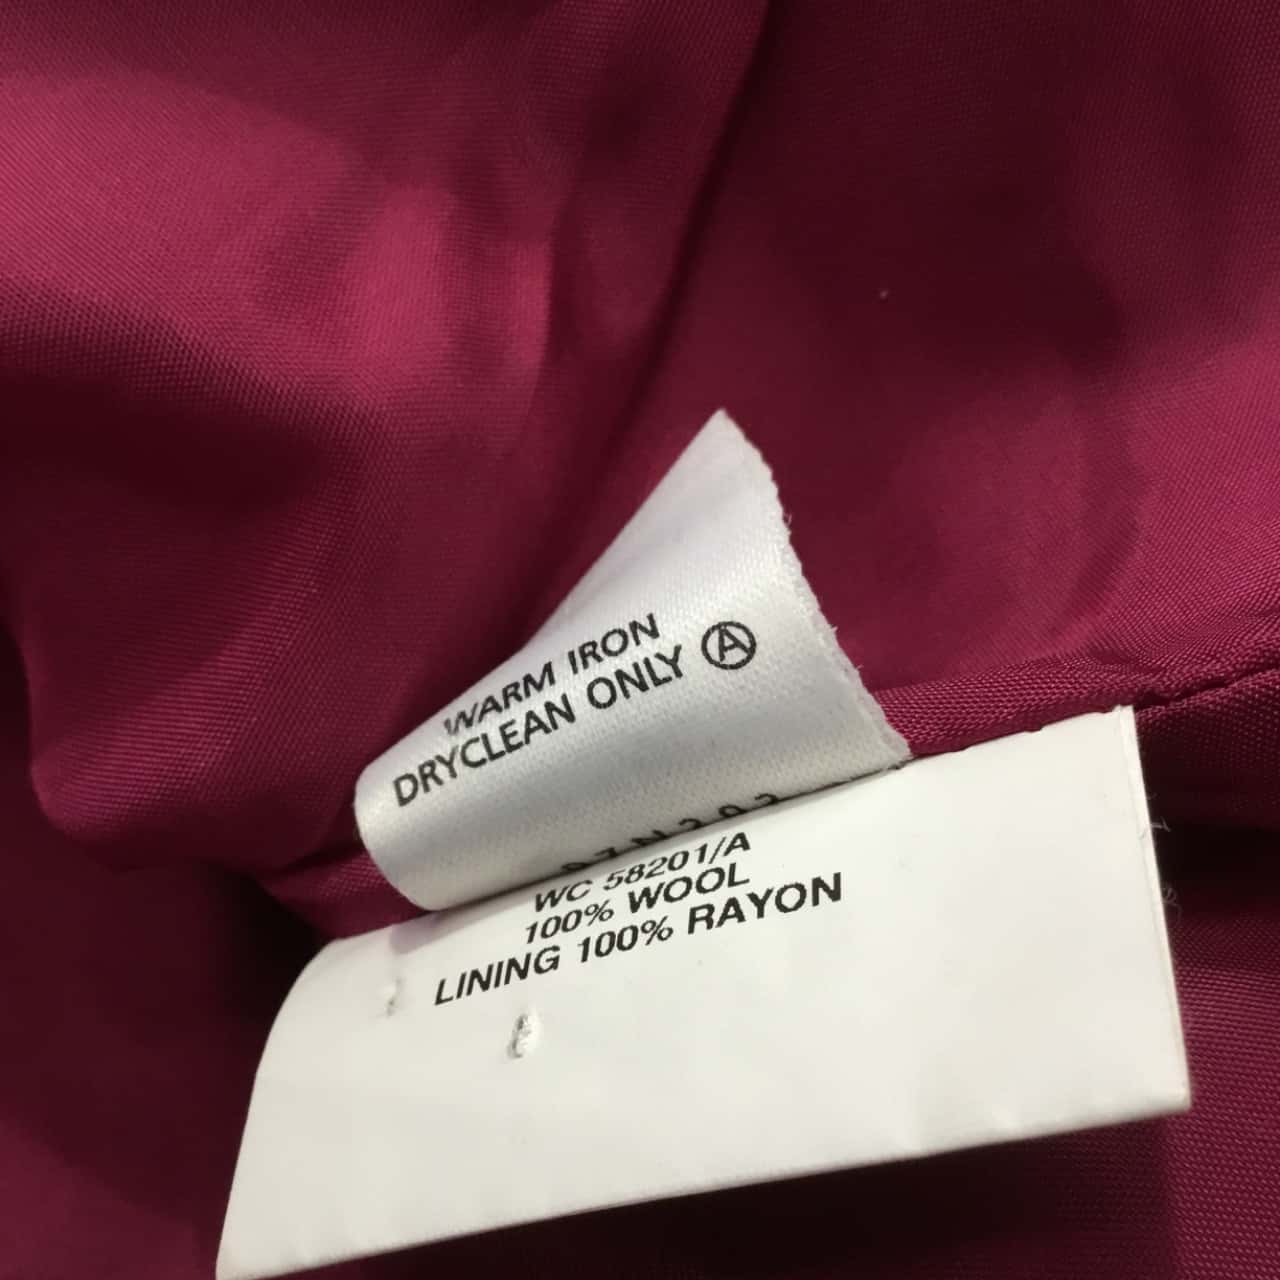 WARM IRON
DRYCLEAN ONLY Ⓐ
WC 58201/A
100% WOOL
LINING 100% RAYON